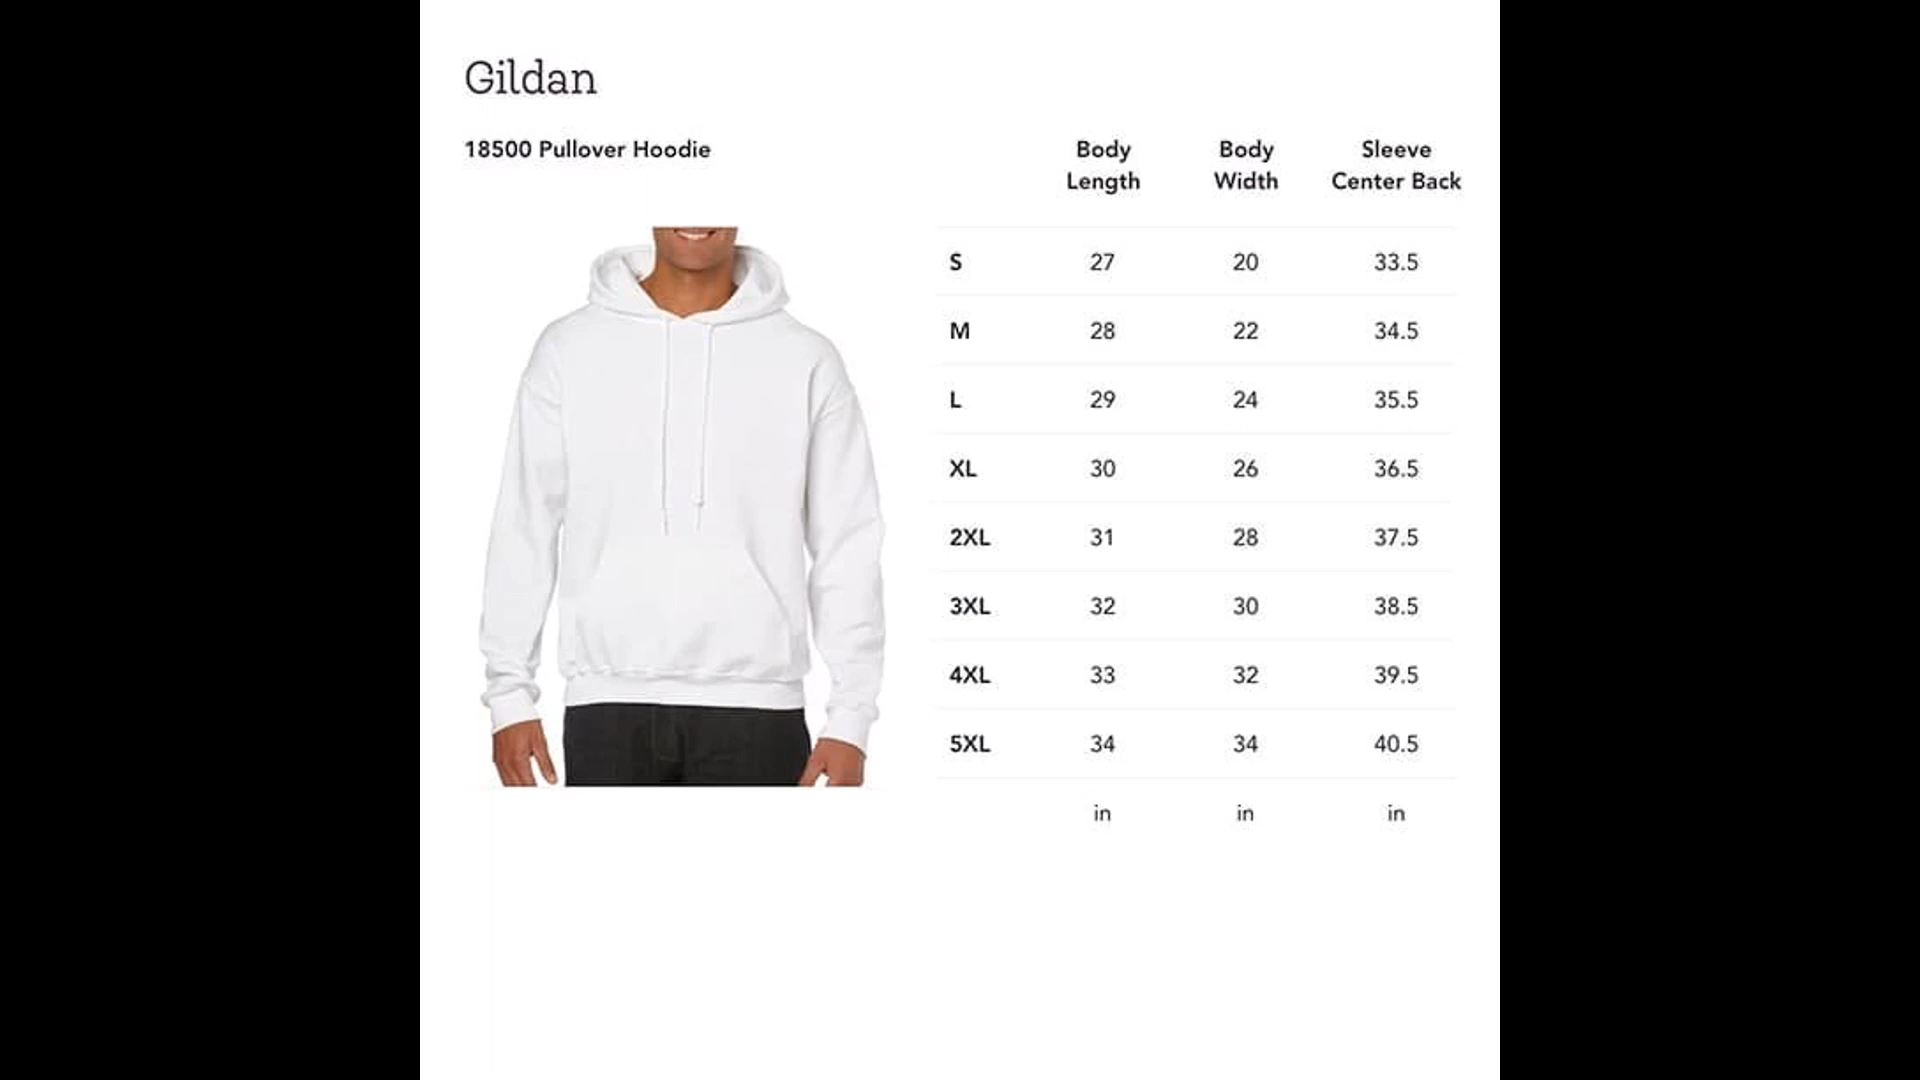 Gildan
18500 Pullover Hoodie
Body Length Body Width Sleeve Center Back
S 27 20 33.5
M 28 22 34.5
L 29 24 35.5
XL 30 26 36.5
2XL 31 28 37.5
3XL 32 30 38.5
4XL 33 32 39.5
5XL 34 34 40.5
in in in